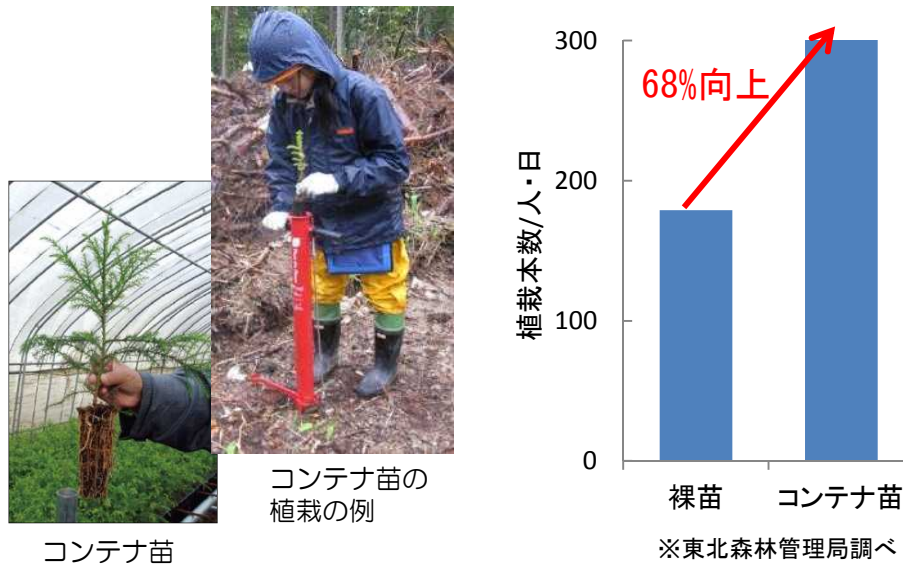 コンテナ苗
コンテナ苗の
植栽の例
植栽本数/人・日
300
200
100
0
68%向上
裸苗
コンテナ苗
※東北森林管理局調べ